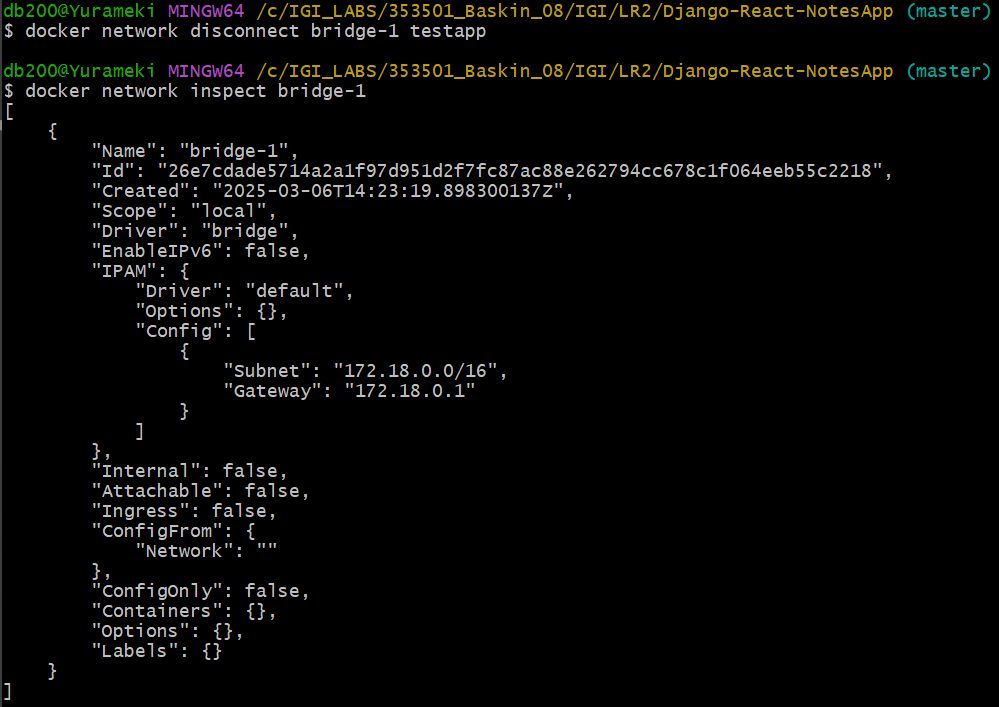 db200@Yurameki MINGW64 /c/IGI_LABS/353501_Baskin_08/IGI/LR2/Django-React-NotesApp (master)
$ docker network disconnect bridge-1 testapp
db200@Yurameki MINGW64 /c/IGI_LABS/353501_Baskin_08/IGI/LR2/Django-React-NotesApp (master)
$ docker network inspect bridge-1
[
    {
        "Name": "bridge-1",
        "Id": "26e7cdade5714a2a1f97d951d2f7fc87ac88e262794cc678c1f064eeb55c2218",
        "Created": "2025-03-06T14:23:19.898300137Z",
        "Scope": "local",
        "Driver": "bridge",
        "EnableIPv6": false,
        "IPAM": {
            "Driver": "default",
            "Options": {},
            "Config": [
                {
                    "Subnet": "172.18.0.0/16",
                    "Gateway": "172.18.0.1"
                }
            ]
        },
        "Internal": false,
        "Attachable": false,
        "Ingress": false,
        "ConfigFrom": {
            "Network": ""
        },
        "ConfigOnly": false,
        "Containers": {},
        "Options": {},
        "Labels": {}
    }
]